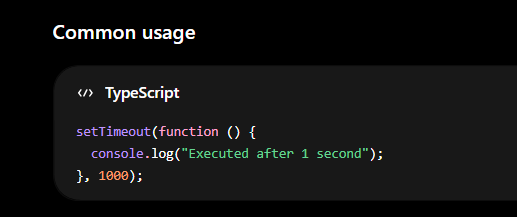 Common usage
</> TypeScript
setTimeout(function () {
  console.log("Executed after 1 second");
}, 1000);